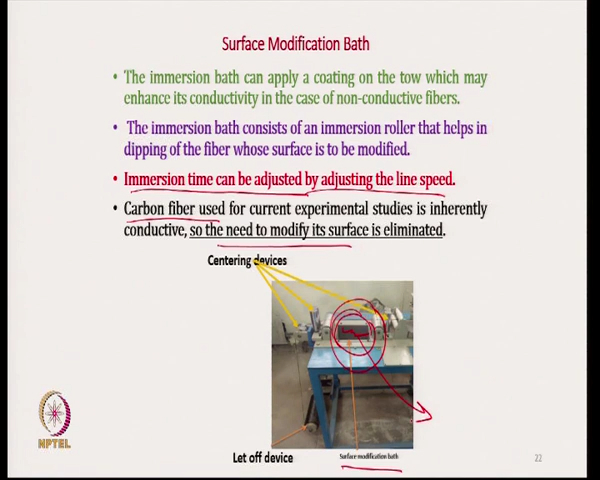 Surface Modification Bath
• The immersion bath can apply a coating on the tow which may
enhance its conductivity in the case of non-conductive fibers.
• The immersion bath consists of an immersion roller that helps in
dipping of the fiber whose surface is to be modified.
• Immersion time can be adjusted by adjusting the line speed.
• Carbon fiber used for current experimental studies is inherently
conductive, so the need to modify its surface is eliminated.
Centering devices
Let off device
Surface modification bath
NPTEL
22